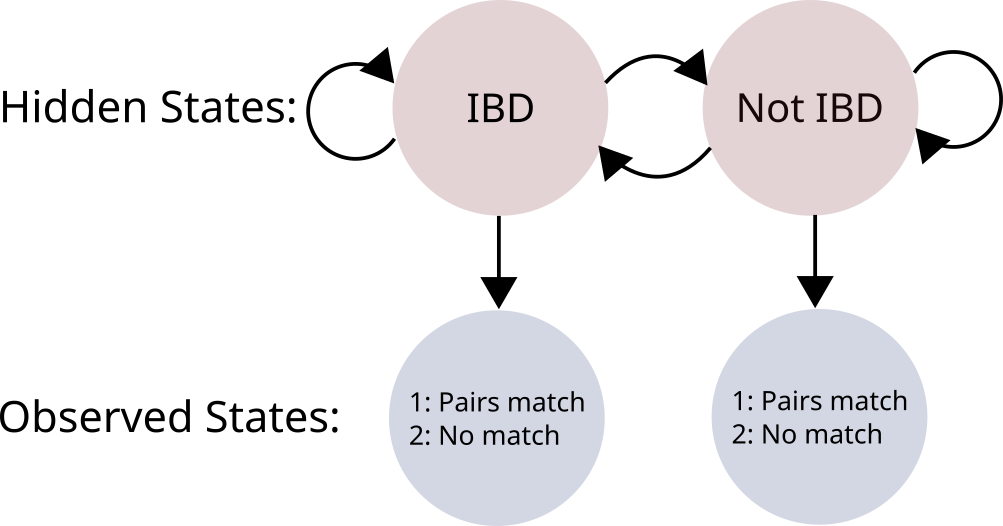 Hidden States:
IBD
Not IBD
Observed States:
1: Pairs match
2: No match
1: Pairs match
2: No match